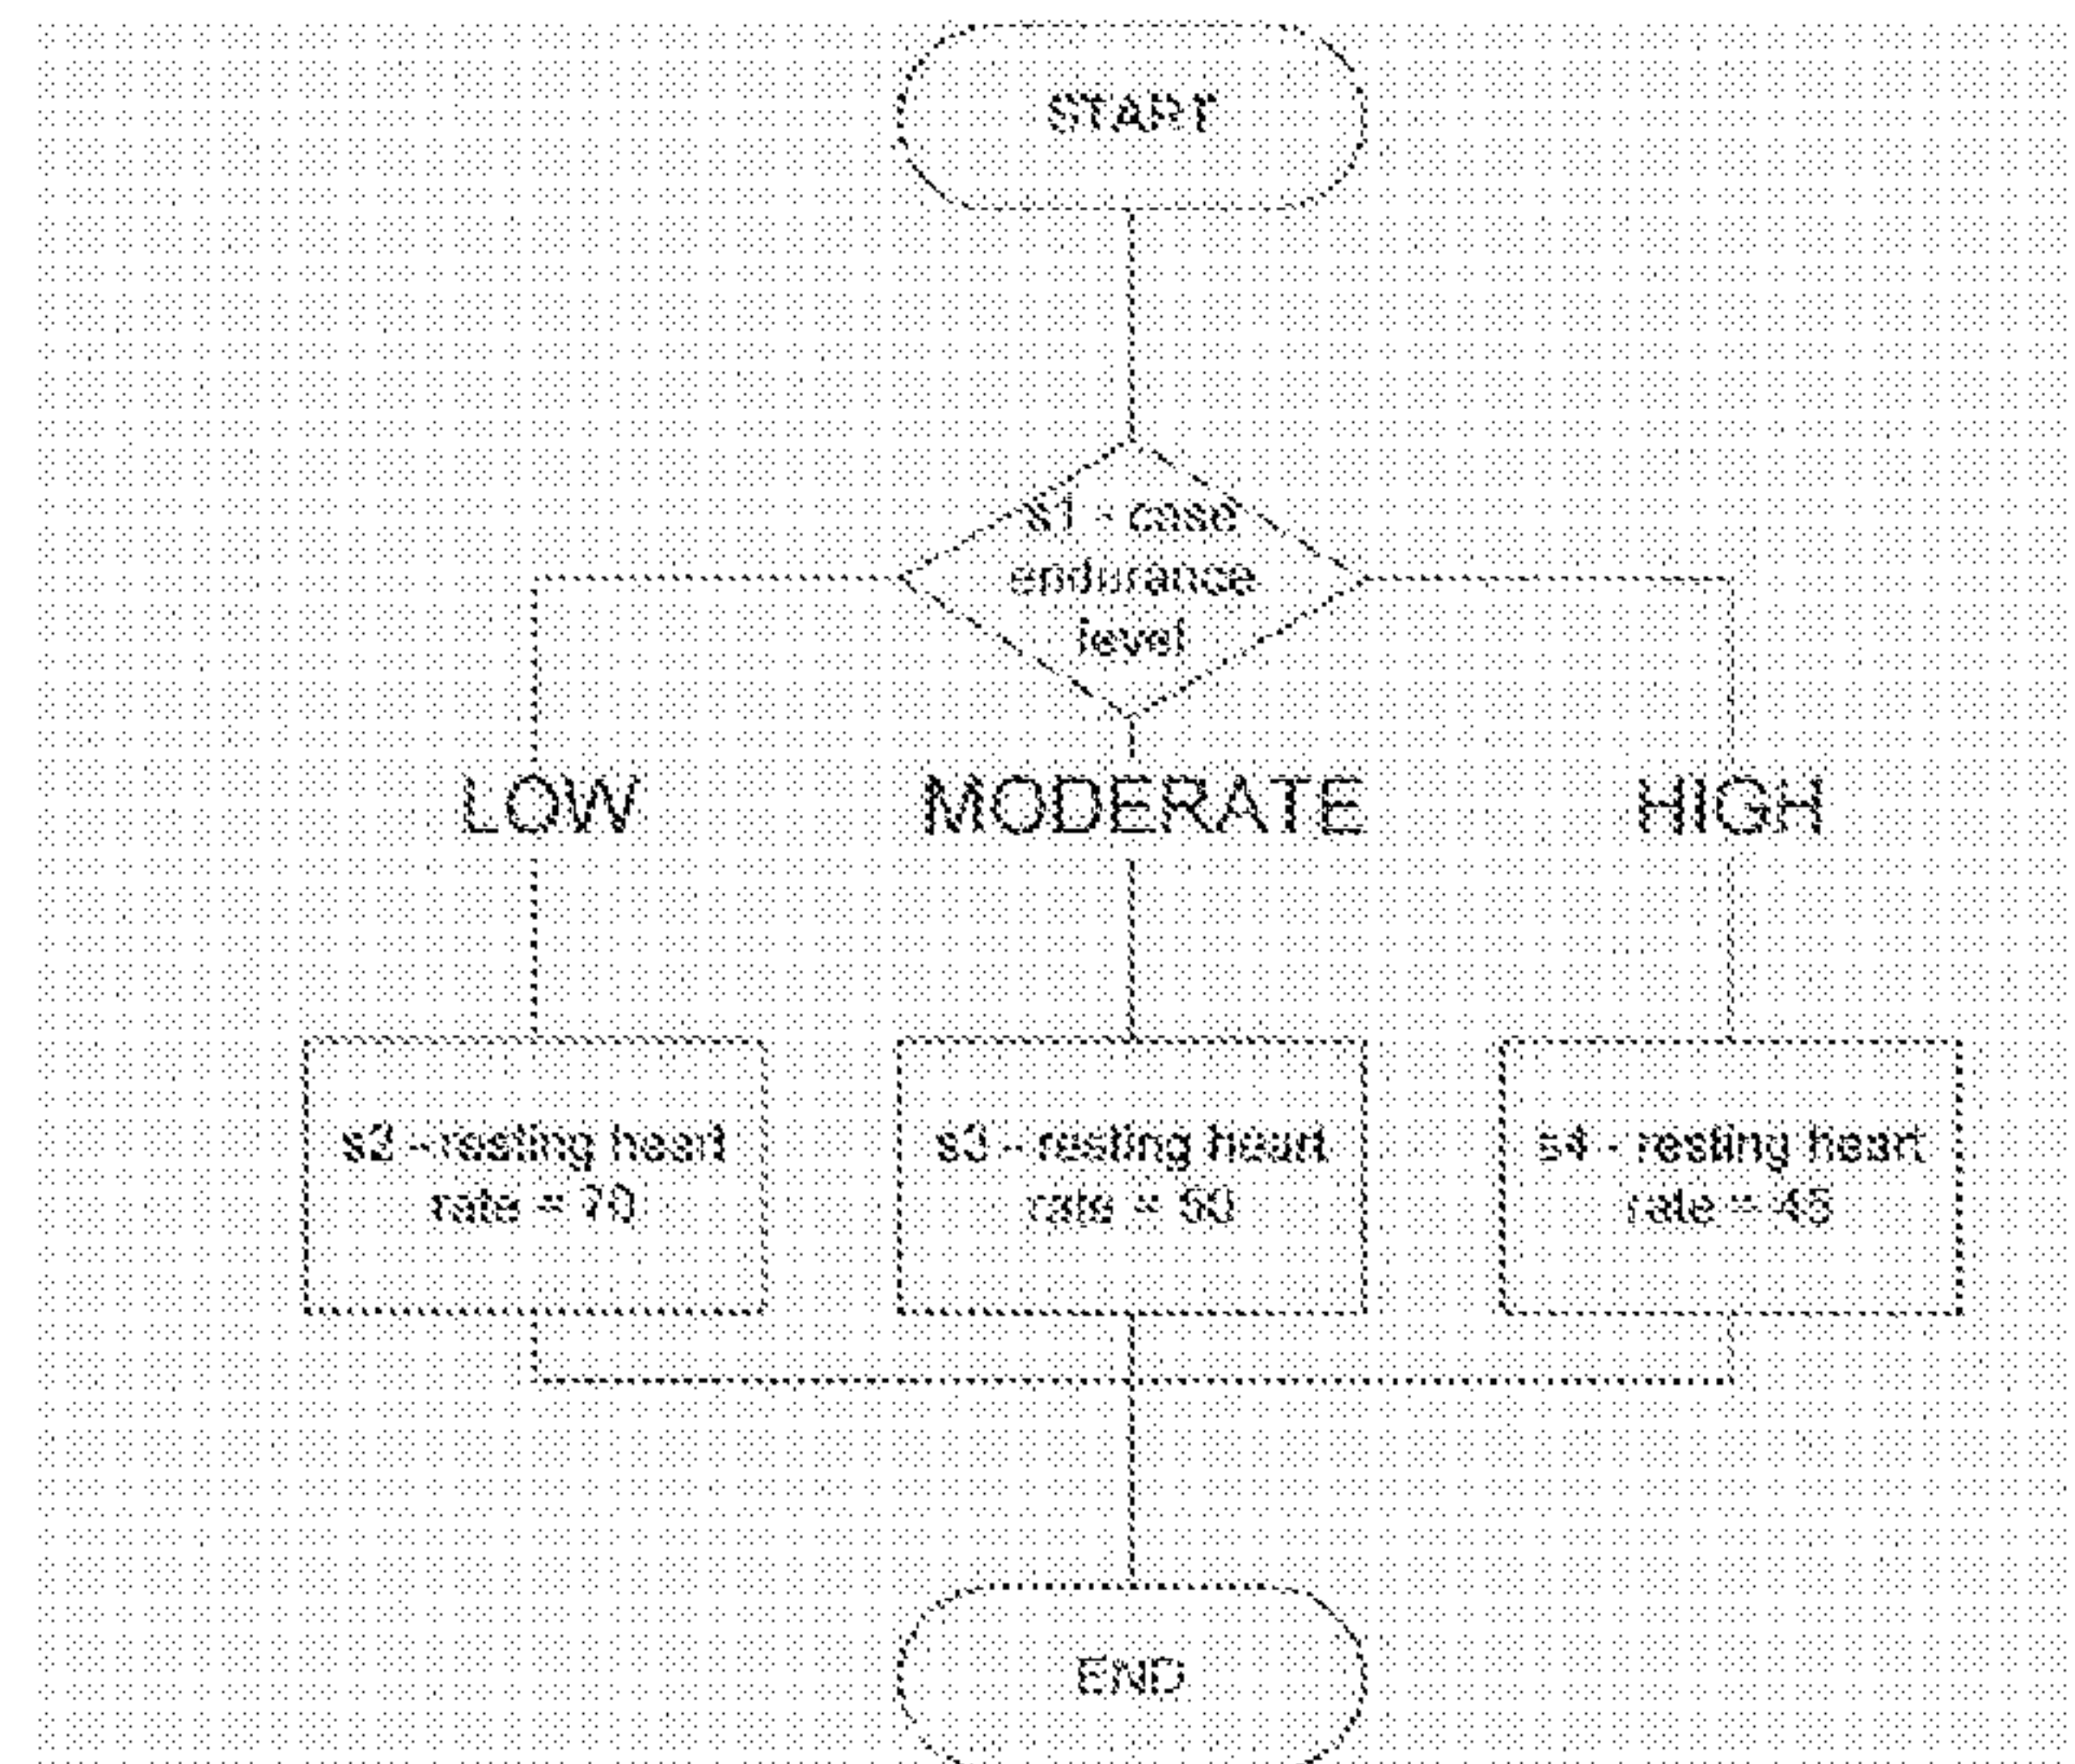 START
s1 - case
endurance
level
LOW
MODERATE
HIGH
s2 - resting heart
rate = 70
s3 - resting heart
rate =
s4 - resting heart
rate = 45
END